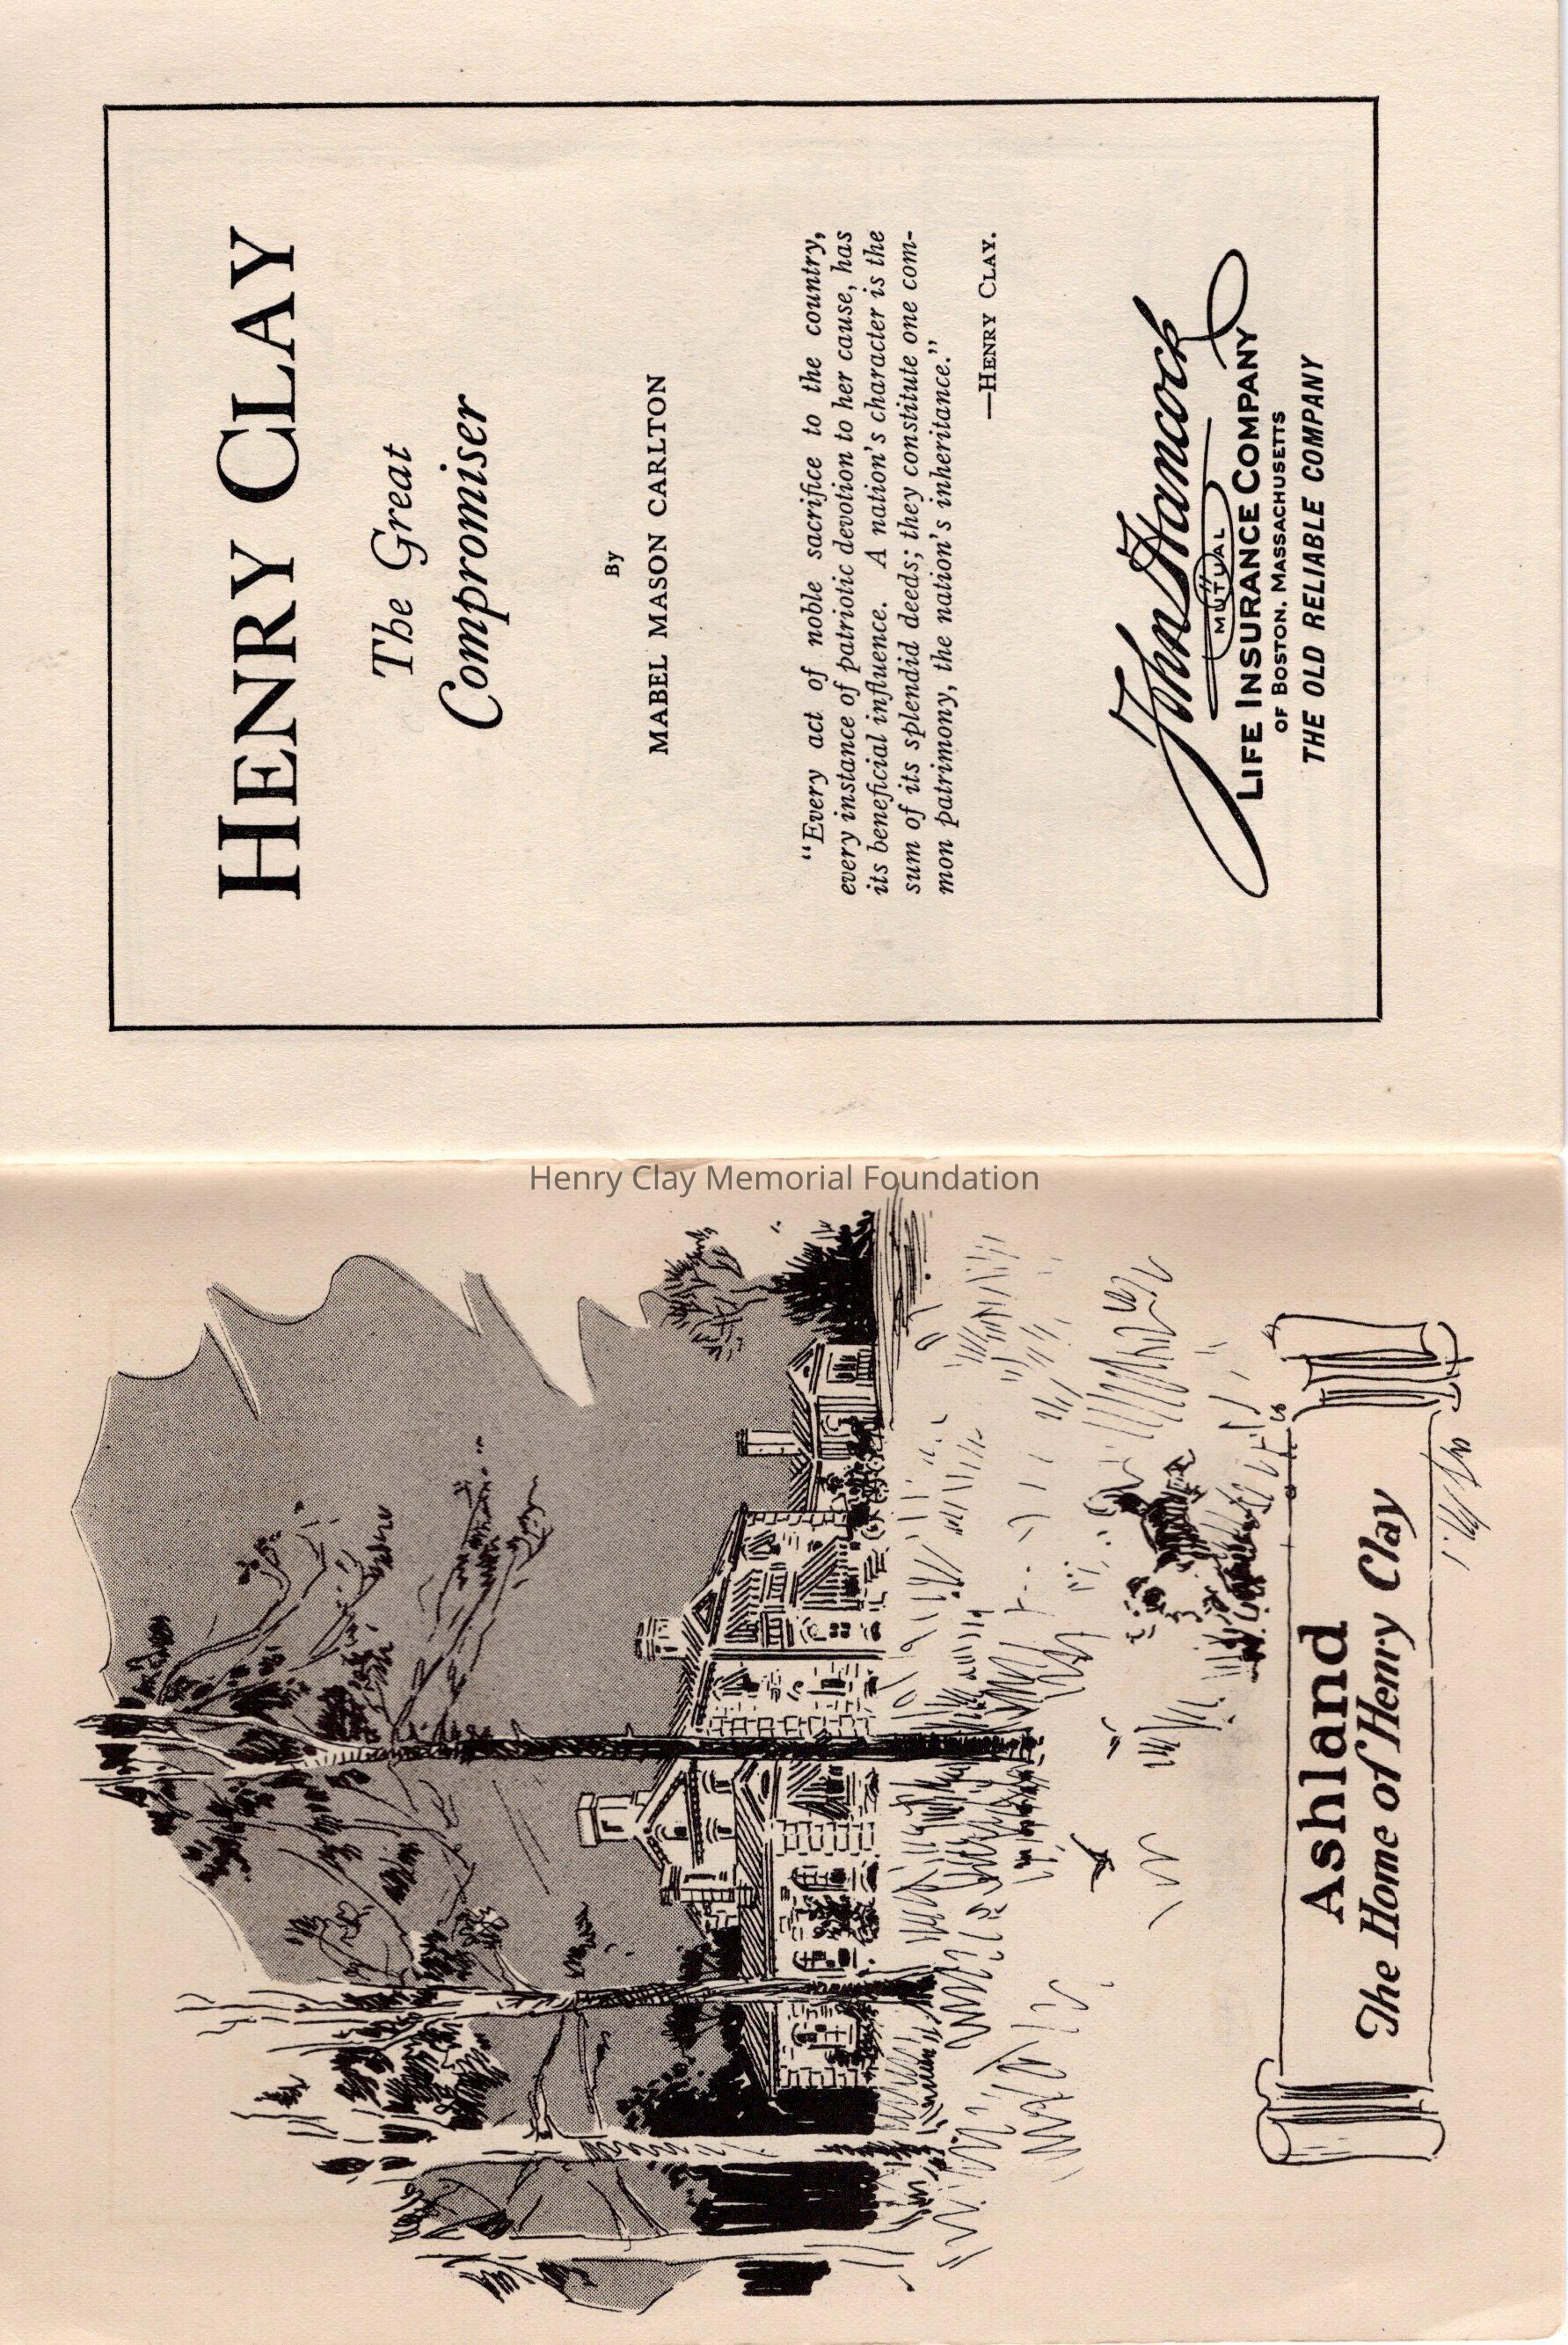 HENRY CLAY
The Great
Compromiser
By
MABEL MASON CARLTON
“Every act of noble sacrifice to the country,
every instance of patriotic devotion to her cause, has
its beneficial influence. A nation's character is the
sum of its splendid deeds; they constitute one com-
mon patrimony, the nation's inheritance.”
—HENRY CLAY.
John Hancock
MUTUAL
LIFE INSURANCE COMPANY
OF BOSTON, MASSACHUSETTS
THE OLD RELIABLE COMPANY
Henry Clay Memorial Foundation
Ashland
The Home of Henry Clay